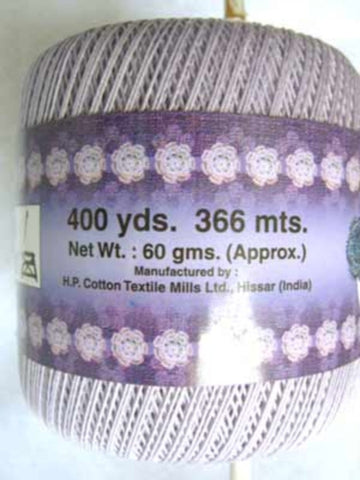 400 yds. 366 mts.
Net Wt. : 60 gms. (Approx.)
Manufactured by :
H.P. Cotton Textile Mills Ltd., Hissar (India)